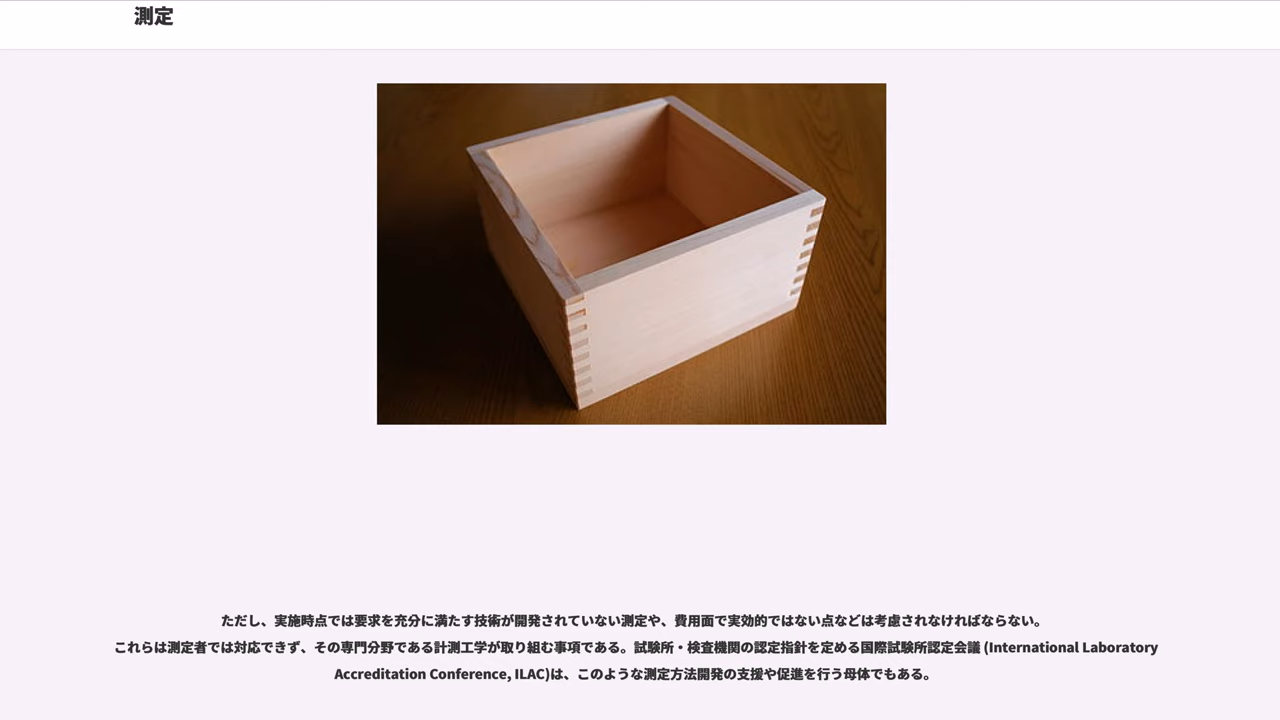 測定
ただし、実施時点では要求を充分に満たす技術が開発されていない測定や、費用面で実効的ではない点などは考慮されなければならない。
これらは測定者では対応できず、その専門分野である計測工学が取り組む事項である。試験所・検査機関の認定指針を定める国際試験所認定会議 (International Laboratory
Accreditation Conference, ILAC)は、このような測定方法開発の支援や促進を行う母体でもある。